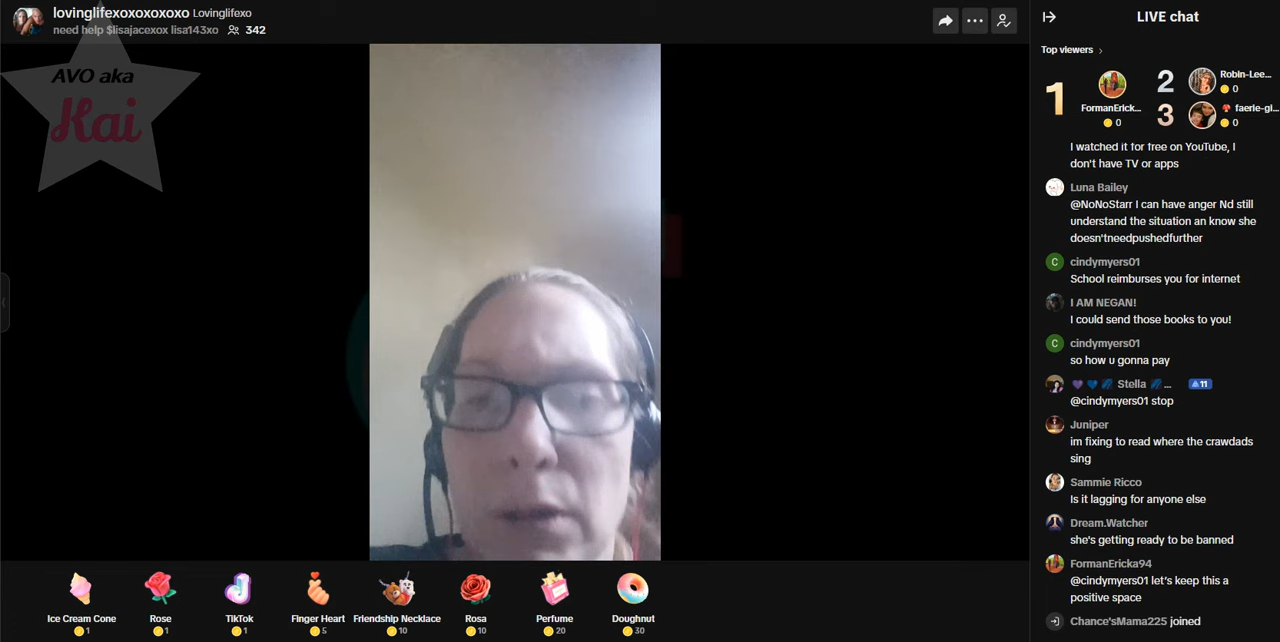 lovinglifexoxoxoxoxo Lovinglifexo
need help $lisajacexox lisa143xo 342
AVO aka
Kai
LIVE chat
Top viewers
1
FormanErick...
0
2
Robin-Lee...
0
3
faerie-gi...
0
I watched it for free on YouTube, I
don't have TV or apps
Luna Bailey
@NoNoStarr I can have anger Nd still
understand the situation an know she
doesn'tneedpushedfurther
C cindymyers01
School reimburses you for internet
I AM NEGAN!
I could send those books to you!
C cindymyers01
so how u gonna pay
Stella ... 11
@cindymyers01 stop
Juniper
im fixing to read where the crawdads
sing
Sammie Ricco
Is it lagging for anyone else
Dream.Watcher
she's getting ready to be banned
FormanEricka94
@cindymyers01 let's keep this a
positive space
Chance'sMama225 joined
Ice Cream Cone Rose TikTok Finger Heart Friendship Necklace Rosa Perfume Doughnut
1 1 1 5 10 10 20 30